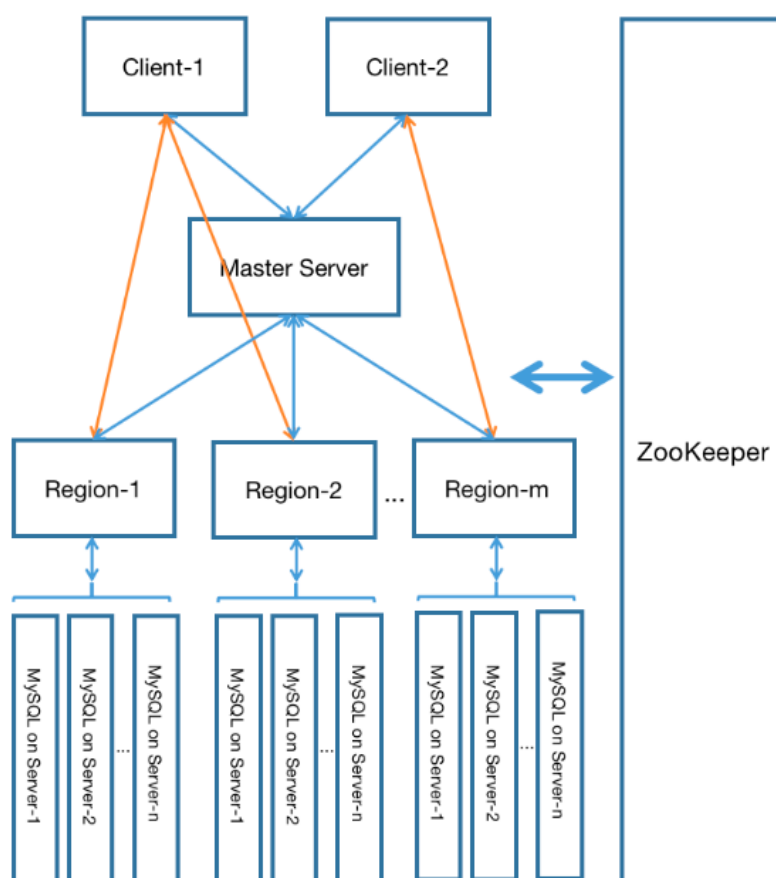 Client-1
Client-2
Master Server
ZooKeeper
Region-1
Region-2
...
Region-m
MySQL on Server-1
MySQL on Server-2
...
MySQL on Server-n
MySQL on Server-1
MySQL on Server-2
...
MySQL on Server-n
MySQL on Server-1
MySQL on Server-2
...
MySQL on Server-n